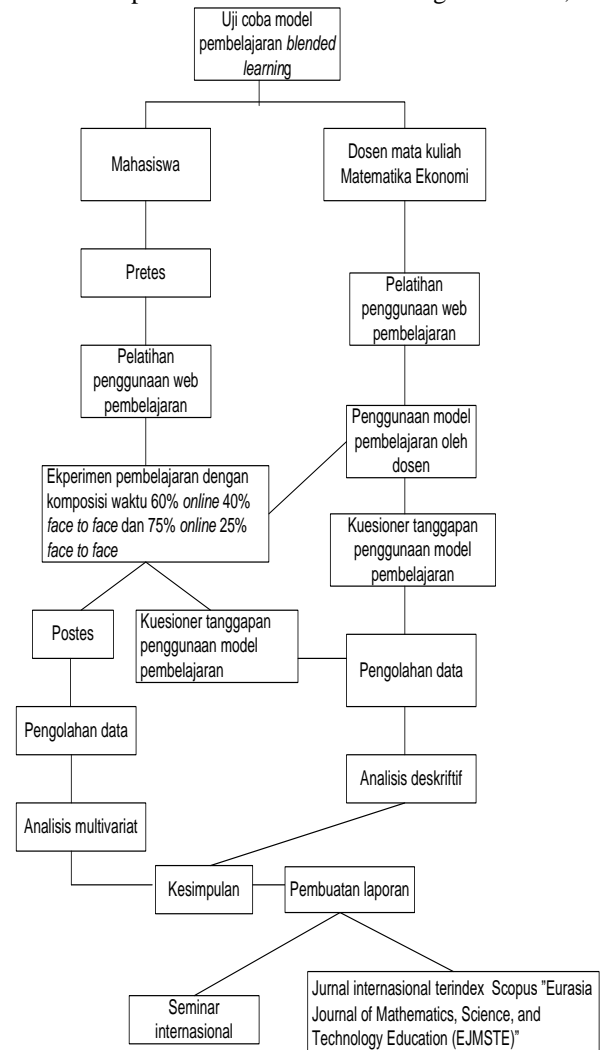 Uji coba model
pembelajaran blended
learning
Mahasiswa
Dosen mata kuliah
Matematika Ekonomi
Pretes
Pelatihan
penggunaan web
pembelajaran
Pelatihan
penggunaan web
pembelajaran
Penggunaan model
pembelajaran oleh
dosen
Ekperimen pembelajaran dengan
komposisi waktu 60% online 40%
face to face dan 75% online 25%
face to face
Kuesioner tanggapan
penggunaan model
pembelajaran
Postes
Kuesioner tanggapan
penggunaan model
pembelajaran
Pengolahan data
Pengolahan data
Analisis deskriftif
Analisis multivariat
Kesimpulan
Pembuatan laporan
Seminar
internasional
Jurnal internasional terindex Scopus "Eurasia
Journal of Mathematics, Science, and
Technology Education (EJMSTE)"